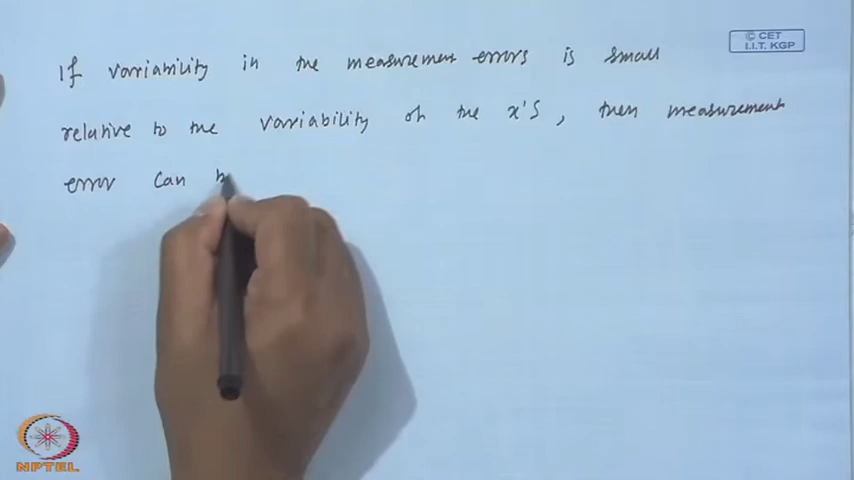 © CET
I.I.T. KGP
If variability in the measurement errors is small
relative to the variability of the x's, then measurement
error can
NPTEL